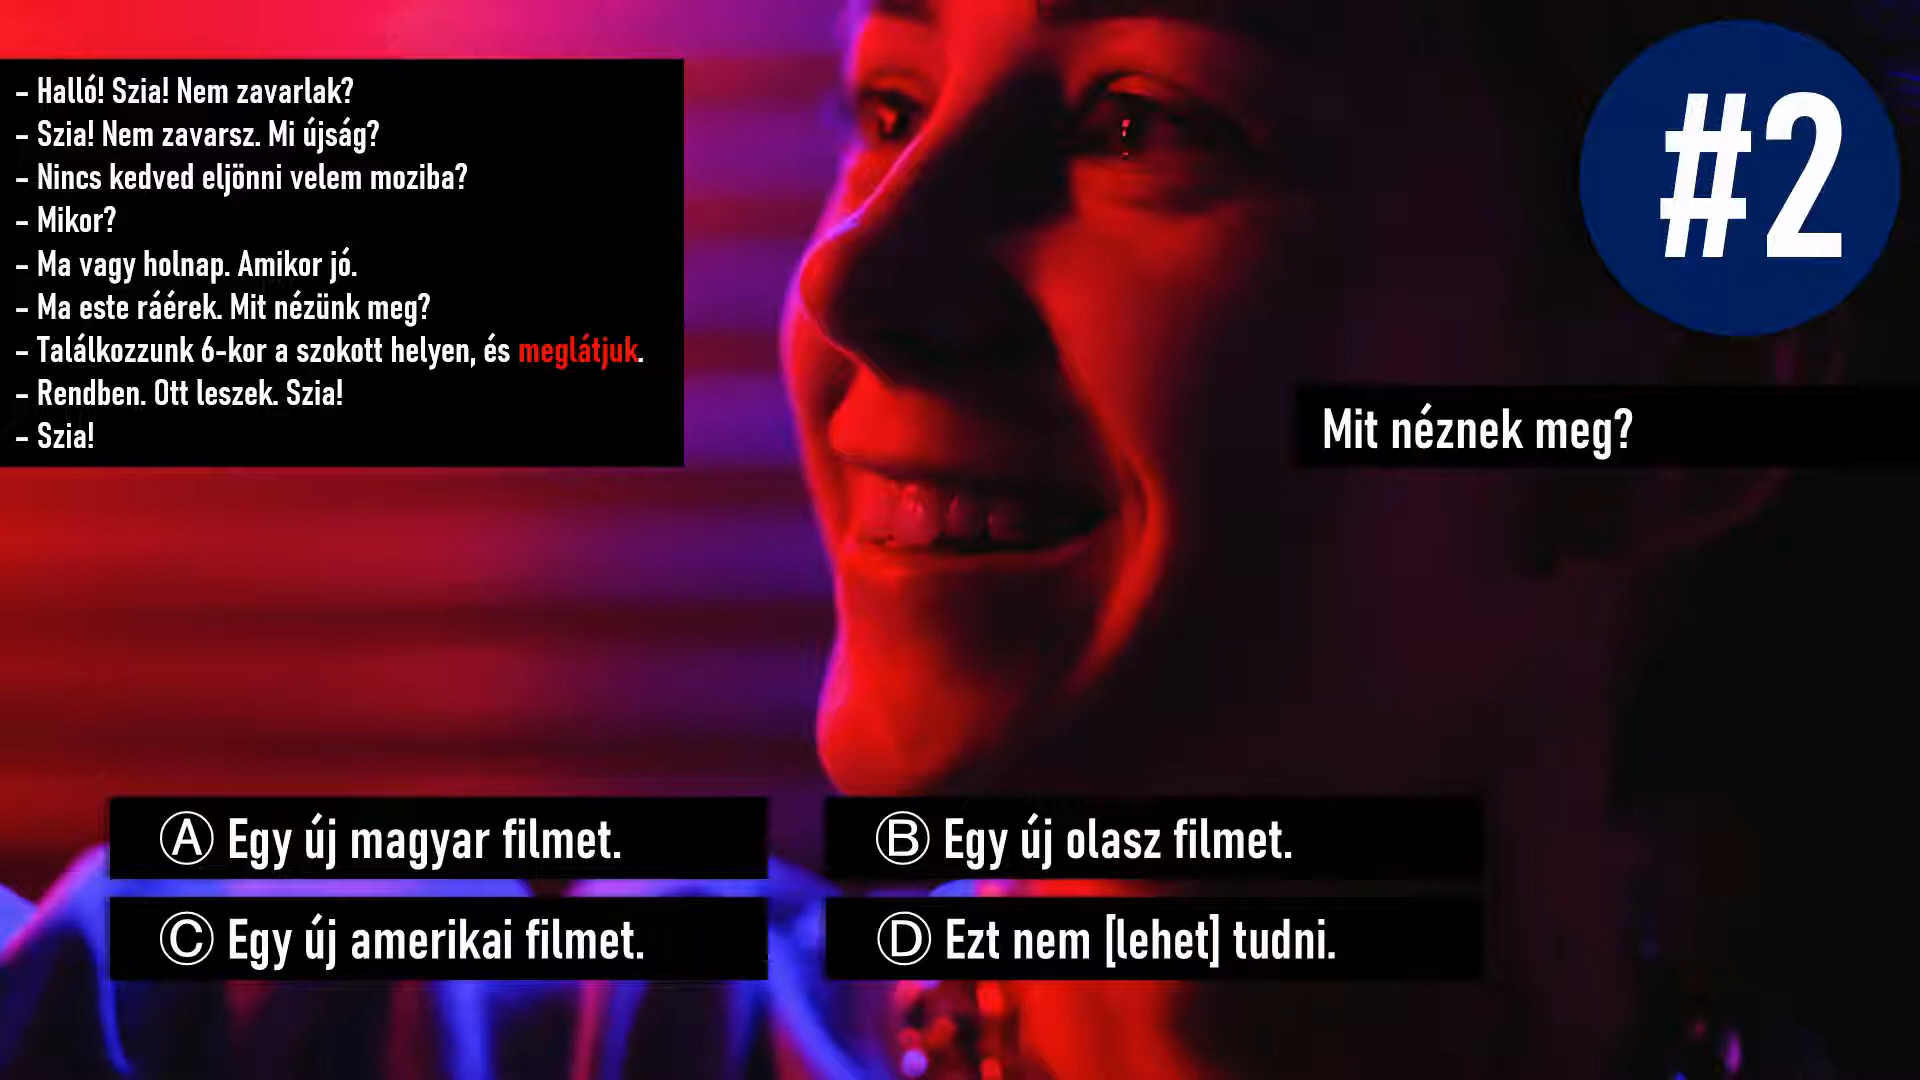 - Halló! Szia! Nem zavarlak?
- Szia! Nem zavarsz. Mi újság?
- Nincs kedved eljönni velem moziba?
- Mikor?
- Ma vagy holnap. Amikor jó.
- Ma este ráérek. Mit nézünk meg?
- Találkozzunk 6-kor a szokott helyen, és meglátjuk.
- Rendben. Ott leszek. Szia!
- Szia!
#2
Mit néznek meg?
Ⓐ Egy új magyar filmet.
Ⓑ Egy új olasz filmet.
Ⓒ Egy új amerikai filmet.
Ⓓ Ezt nem [lehet] tudni.